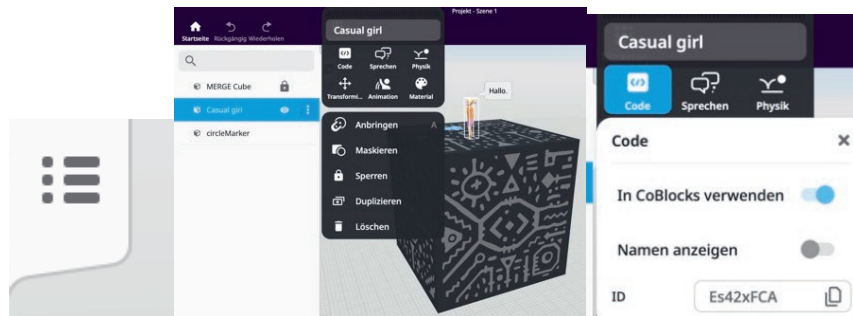 Projekt - Szene 1
Startseite Rückgängig Wiederholen
MERGE Cube
Casual girl
circleMarker
Casual girl
Code Sprechen Physik
Transformi... Animation Material
Anbringen A
Maskieren
Sperren
Duplizieren
Löschen
Hallo.
Casual girl
Code Sprechen Physik
Code
In CoBlocks verwenden
Namen anzeigen
ID Es42xFCA